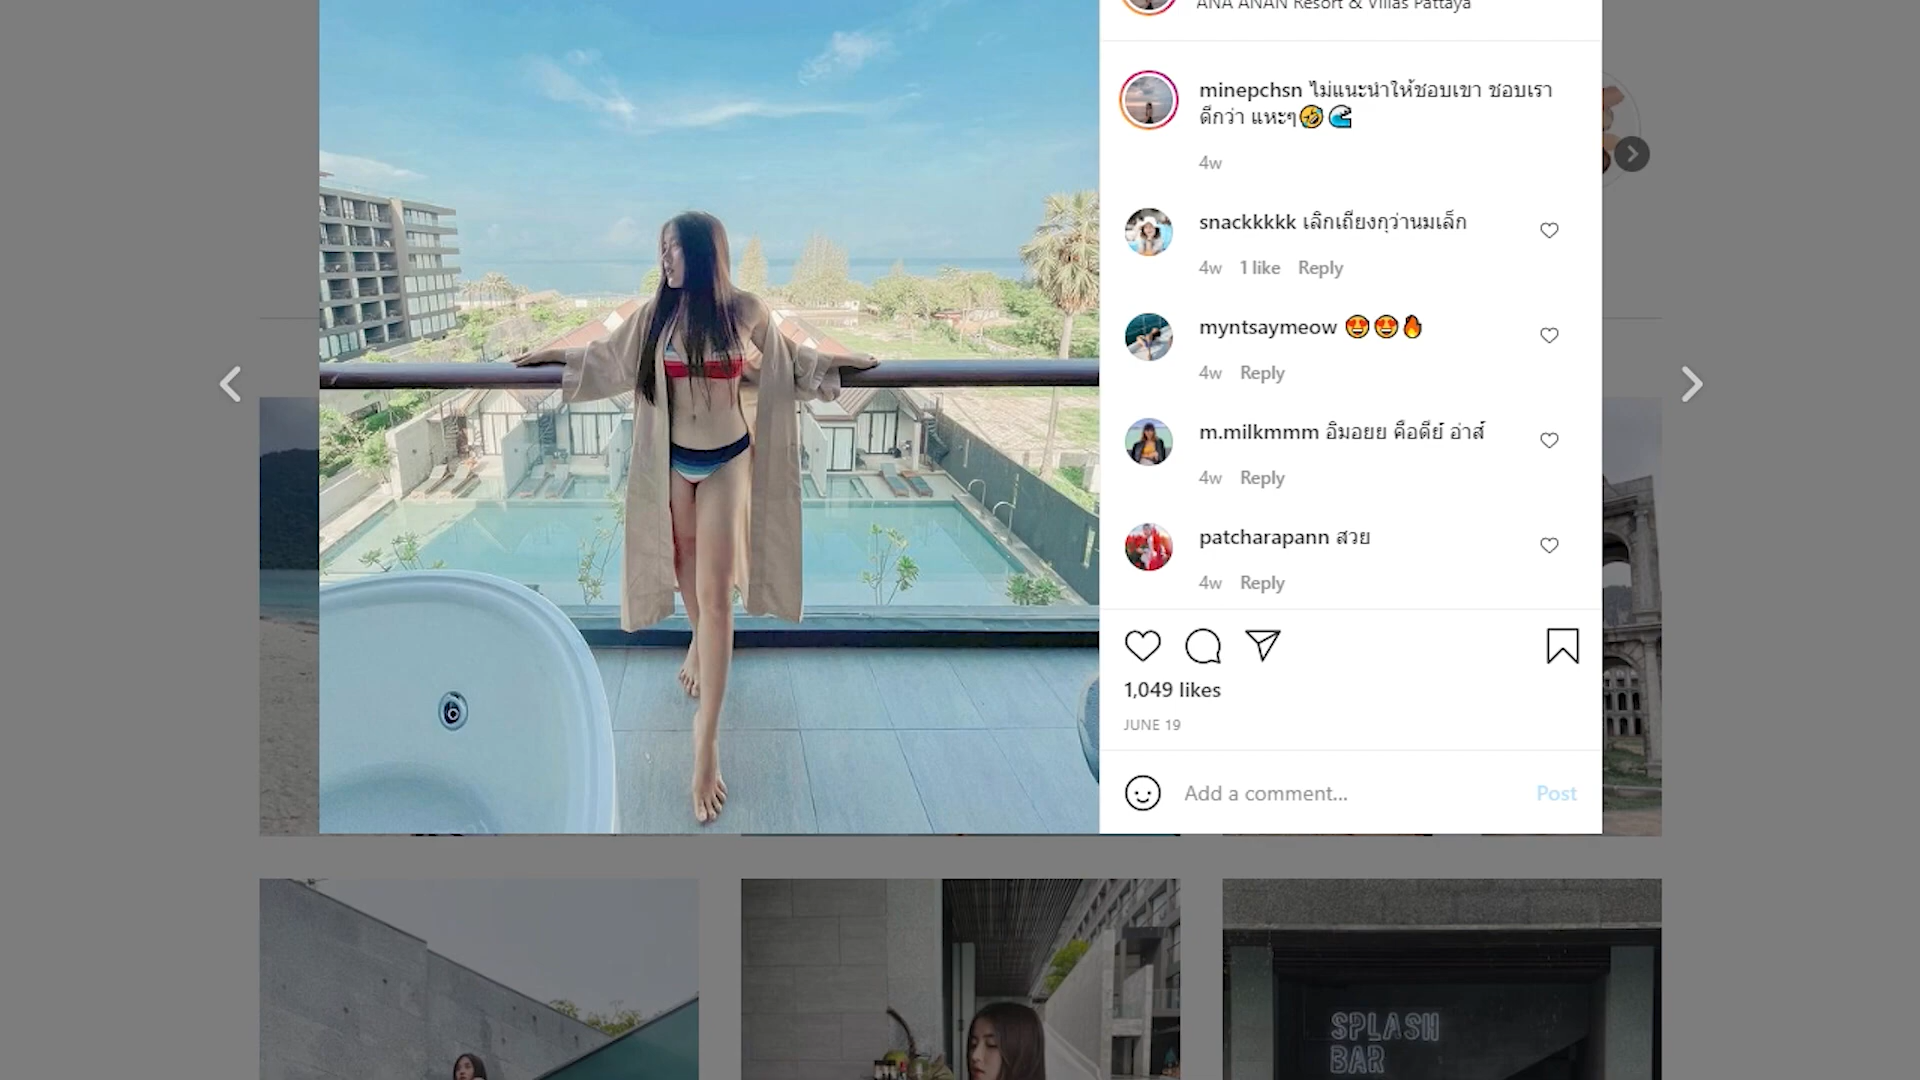 ANA ANAN Resort & Villas Pattaya
minepchsn ไม่แนะนำให้ชอบเขา ชอบเรา
ดีกว่า แหะๆ🤣🌊
4w
snackkkkk เลิกเถียงกุว่านมเล็ก
4w 1 like Reply
myntsaymeow 😍😍🔥
4w Reply
m.milkmmm อิมอยย คือดีย์ อ่าส์
4w Reply
patcharapann สวย
4w Reply
1,049 likes
JUNE 19
Add a comment... Post
SPLASH
BAR